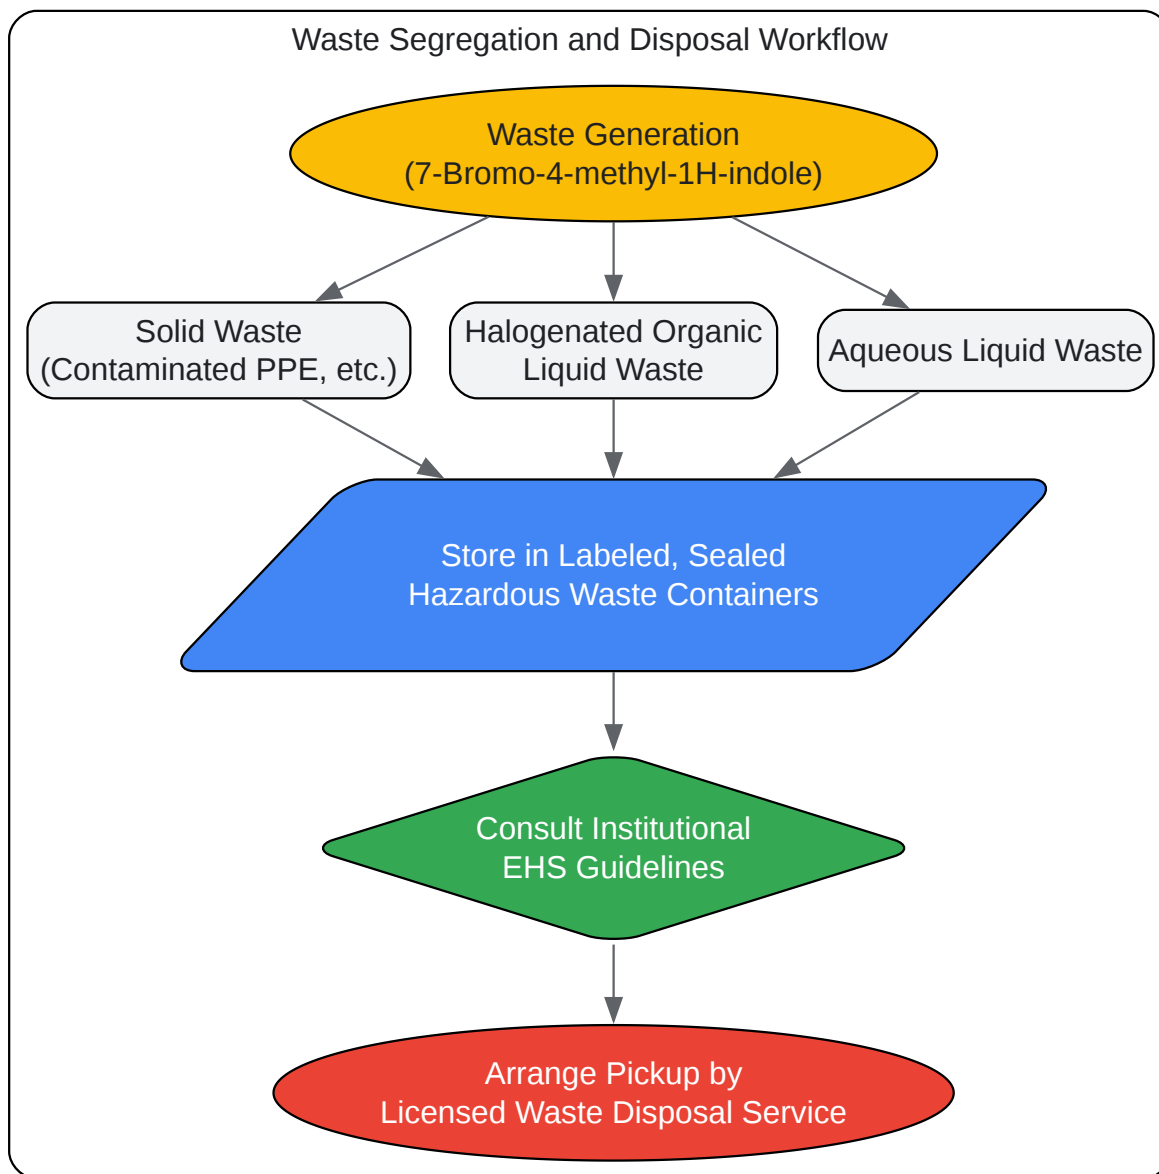 Waste Segregation and Disposal Workflow
Waste Generation
(7-Bromo-4-methyl-1H-indole)
Solid Waste
(Contaminated PPE, etc.)
Halogenated Organic
Liquid Waste
Aqueous Liquid Waste
Store in Labeled, Sealed
Hazardous Waste Containers
Consult Institutional
EHS Guidelines
Arrange Pickup by
Licensed Waste Disposal Service